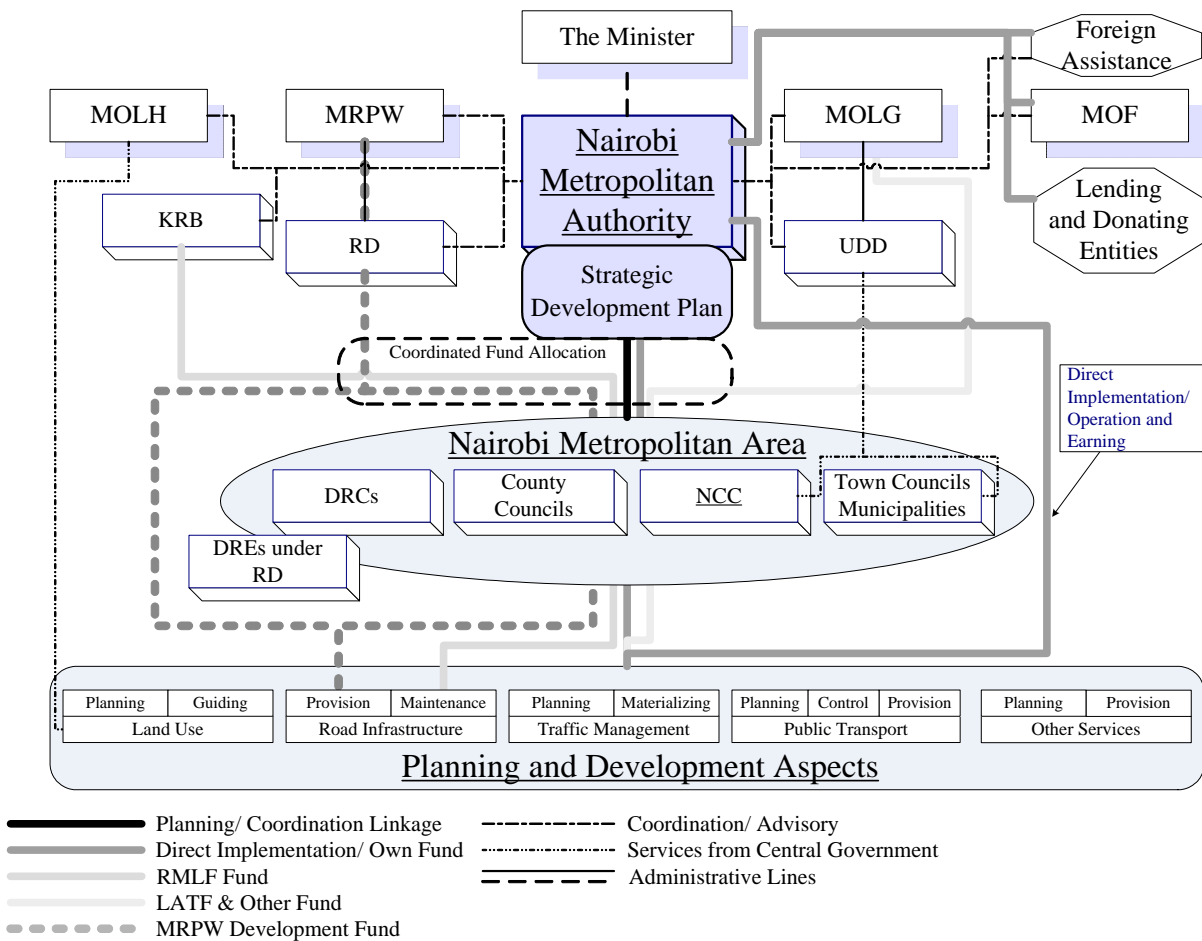 The Minister
Foreign
Assistance
MOLH
MRPW
Nairobi
Metropolitan
Authority
MOLG
MOF
KRB
RD
UDD
Lending
and Donating
Entities
Strategic
Development Plan
Coordinated Fund Allocation
Direct
Implementation/
Operation and
Earning
Nairobi Metropolitan Area
DRCs
County
Councils
NCC
Town Councils
Municipalities
DREs under
RD
Planning Guiding
Land Use
Provision Maintenance
Road Infrastructure
Planning Materializing
Traffic Management
Planning Control Provision
Public Transport
Planning Provision
Other Services
Planning and Development Aspects
Planning/ Coordination Linkage
Direct Implementation/ Own Fund
RMLF Fund
LATF & Other Fund
MRPW Development Fund
Coordination/ Advisory
Services from Central Government
Administrative Lines